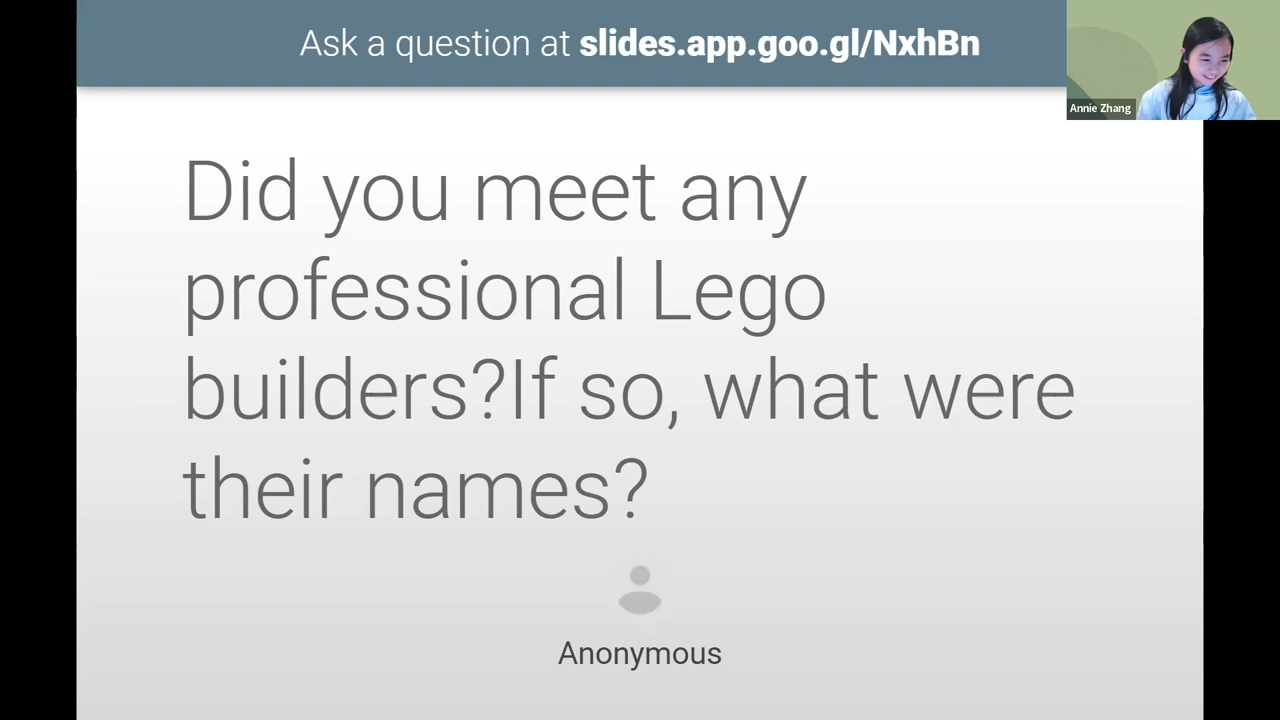 Ask a question at slides.app.goo.gl/NxhBn
Annie Zhang
Did you meet any
professional Lego
builders?If so, what were
their names?
Anonymous